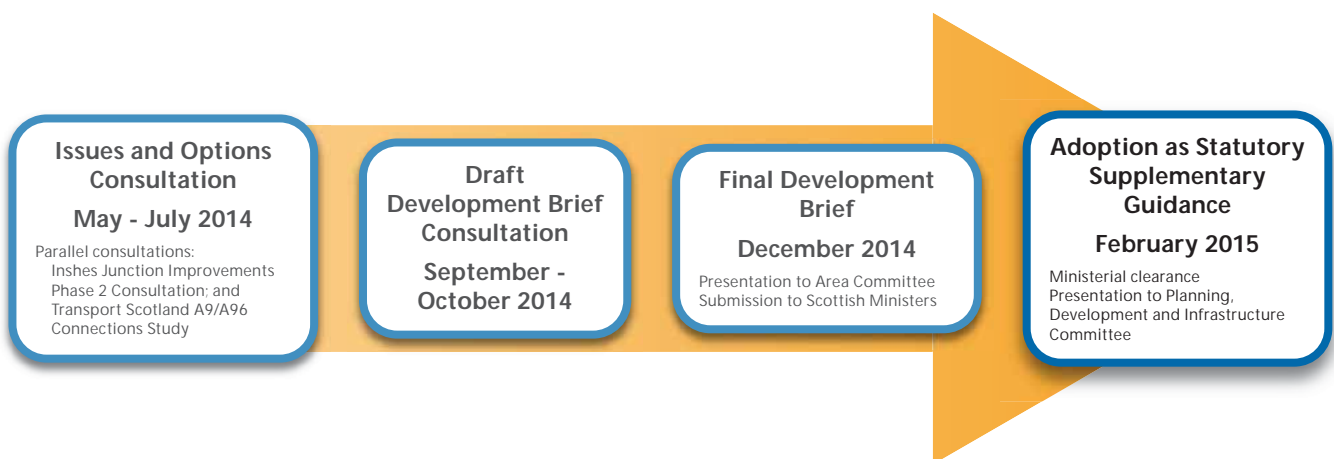 Issues and Options
Consultation
May - July 2014
Parallel consultations:
Inshes Junction Improvements
Phase 2 Consultation; and
Transport Scotland A9/A96
Connections Study
Draft
Development Brief
Consultation
September -
October 2014
Final Development
Brief
December 2014
Presentation to Area Committee
Submission to Scottish Ministers
Adoption as Statutory
Supplementary
Guidance
February 2015
Ministerial clearance
Presentation to Planning,
Development and Infrastructure
Committee